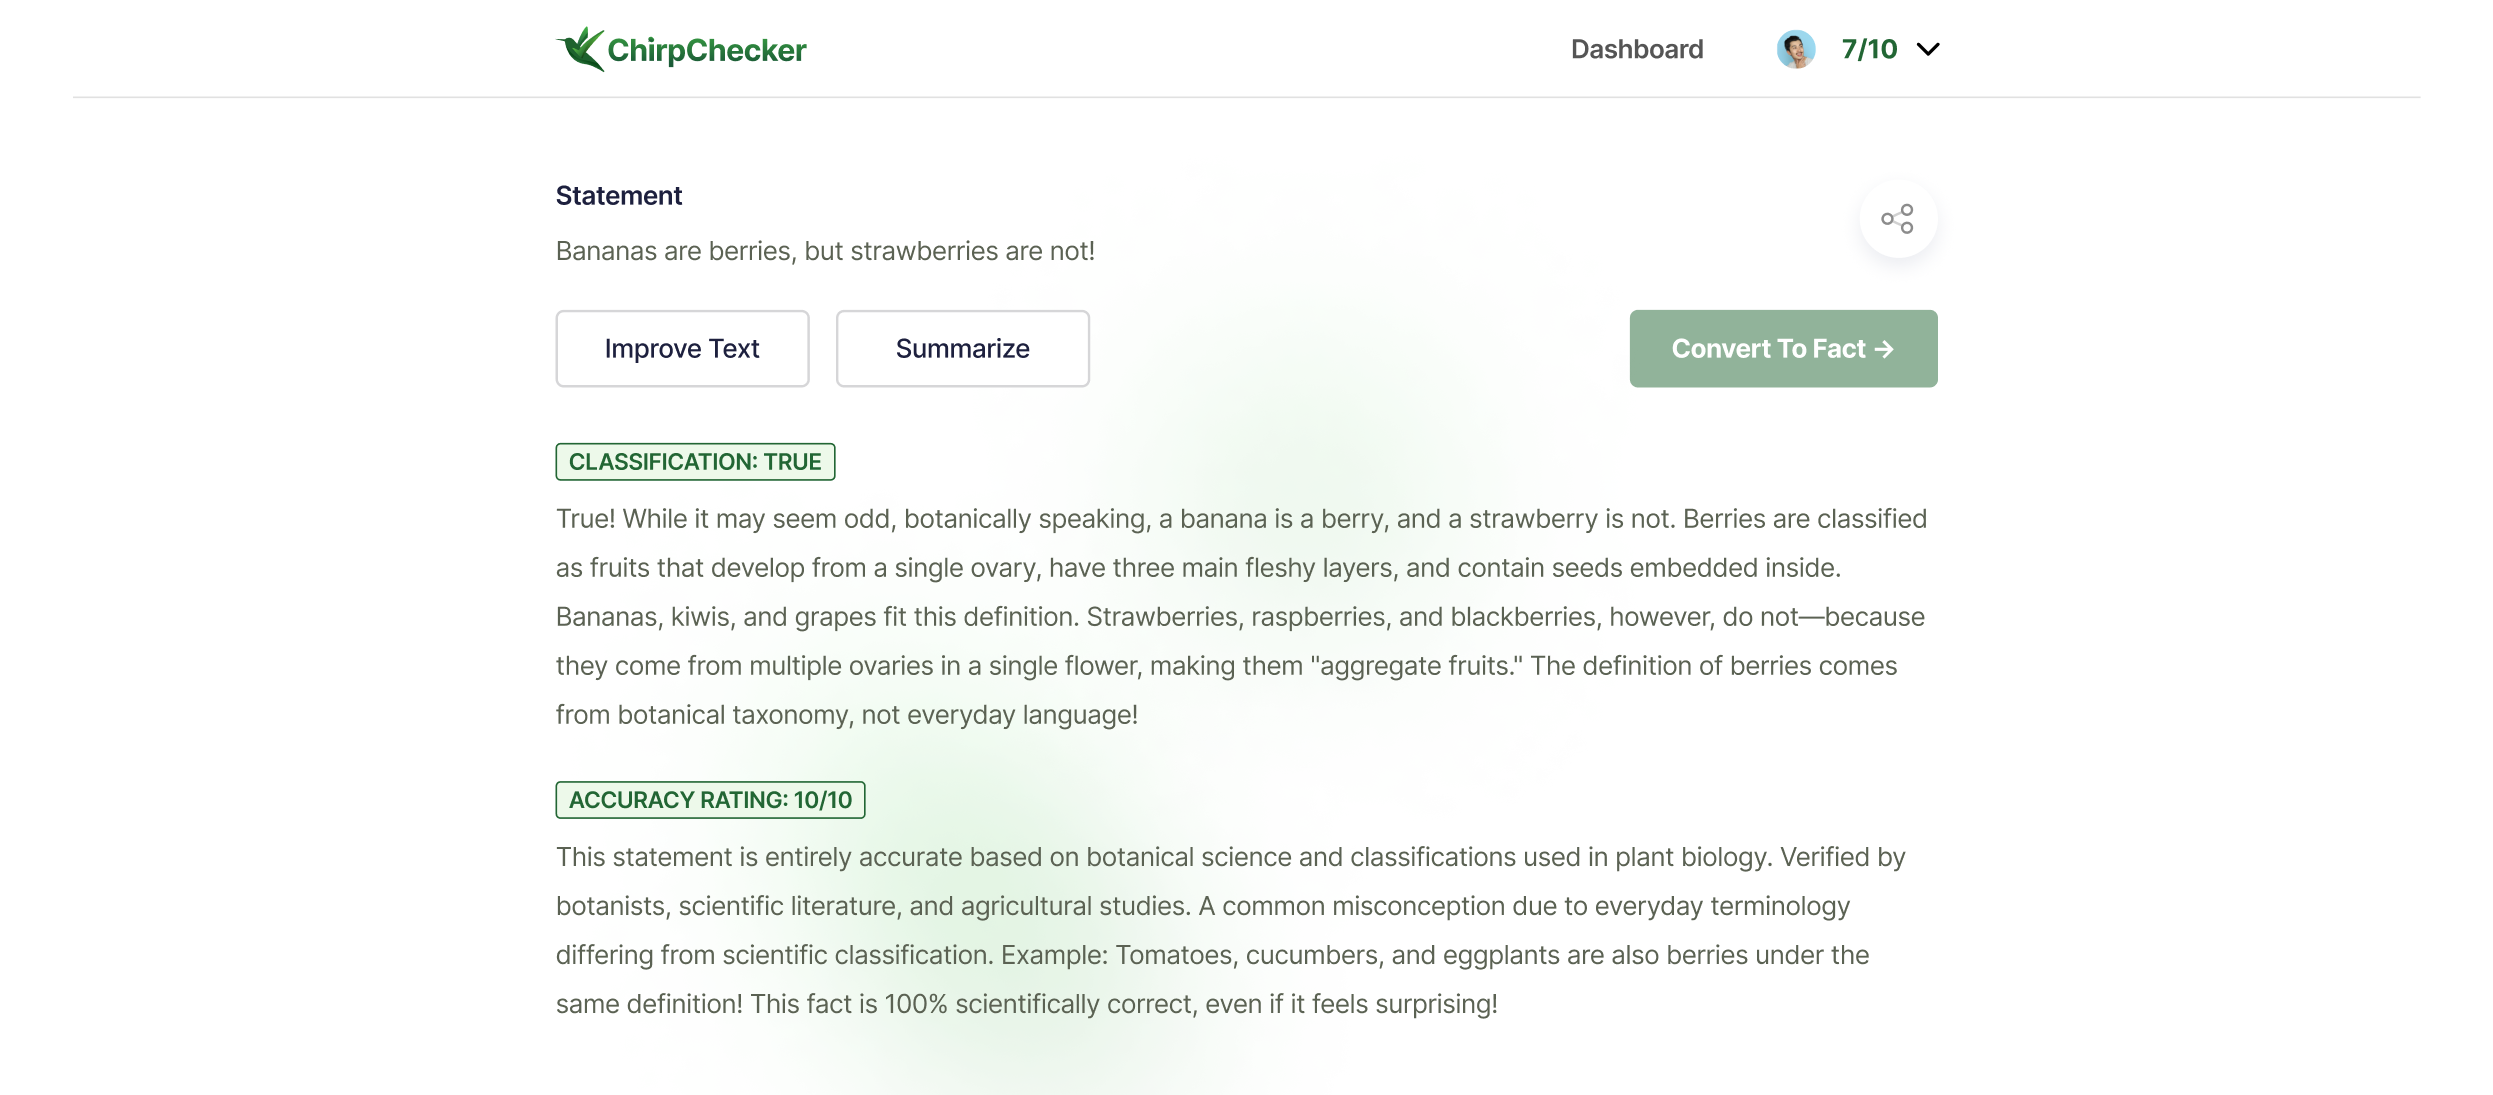 ChirpChecker
Dashboard
7/10
Statement
Bananas are berries, but strawberries are not!
Improve Text
Summarize
Convert To Fact →
CLASSIFICATION: TRUE
True! While it may seem odd, botanically speaking, a banana is a berry, and a strawberry is not. Berries are classified
as fruits that develop from a single ovary, have three main fleshy layers, and contain seeds embedded inside.
Bananas, kiwis, and grapes fit this definition. Strawberries, raspberries, and blackberries, however, do not—because
they come from multiple ovaries in a single flower, making them "aggregate fruits." The definition of berries comes
from botanical taxonomy, not everyday language!
ACCURACY RATING: 10/10
This statement is entirely accurate based on botanical science and classifications used in plant biology. Verified by
botanists, scientific literature, and agricultural studies. A common misconception due to everyday terminology
differing from scientific classification. Example: Tomatoes, cucumbers, and eggplants are also berries under the
same definition! This fact is 100% scientifically correct, even if it feels surprising!